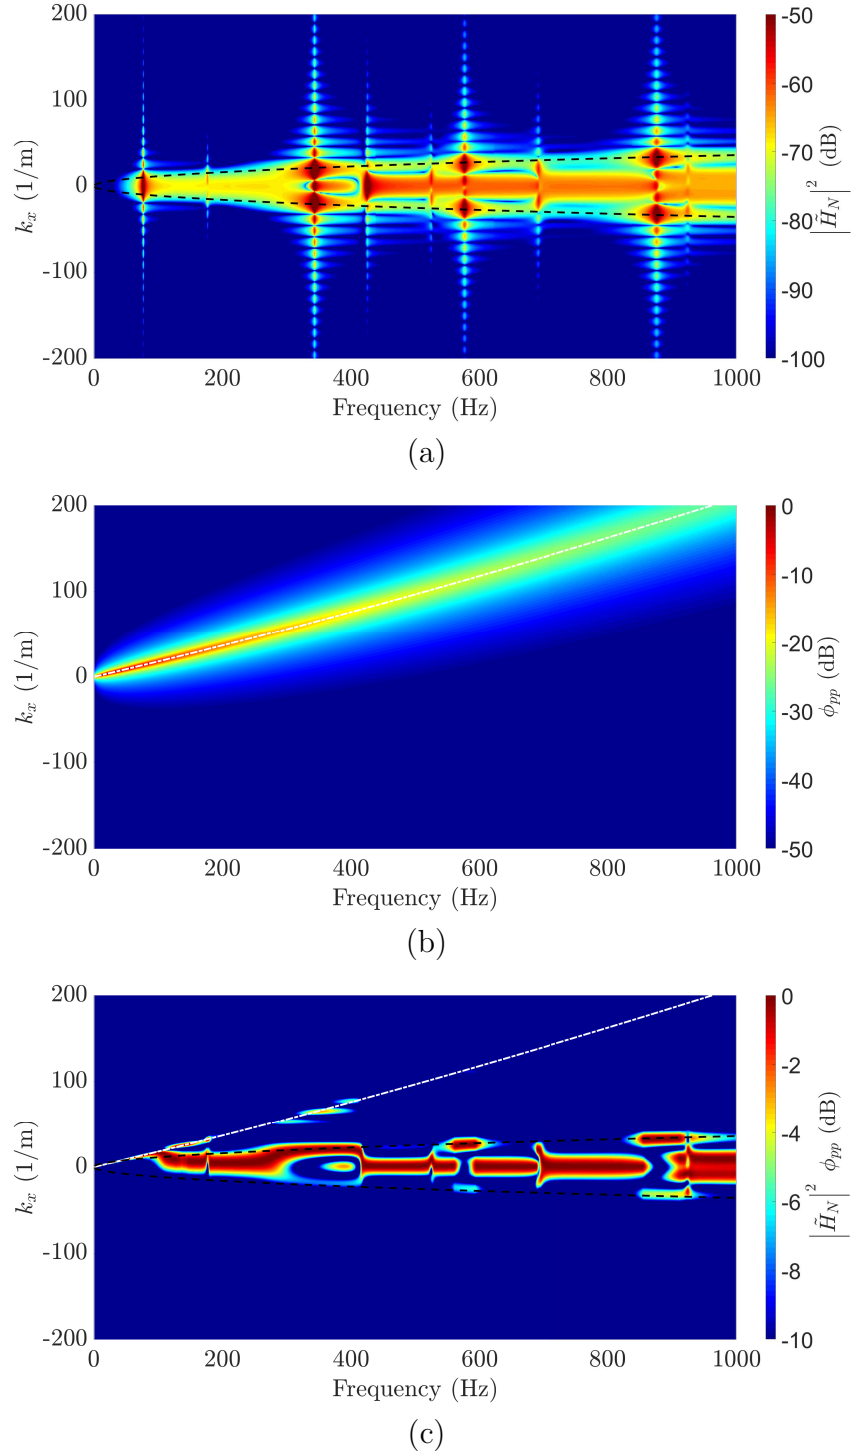 200
100
0
-100
-200
k_x (1/m)
0 200 400 600 800 1000
Frequency (Hz)
-50
-60
-70
-80
-90
-100
|H̃_N|² (dB)
(a)
200
100
0
-100
-200
k_x (1/m)
0 200 400 600 800 1000
Frequency (Hz)
0
-10
-20
-30
-40
-50
ϕ_pp (dB)
(b)
200
100
0
-100
-200
k_x (1/m)
0 200 400 600 800 1000
Frequency (Hz)
0
-2
-4
-6
-8
-10
|H̃_N|² ϕ_pp (dB)
(c)